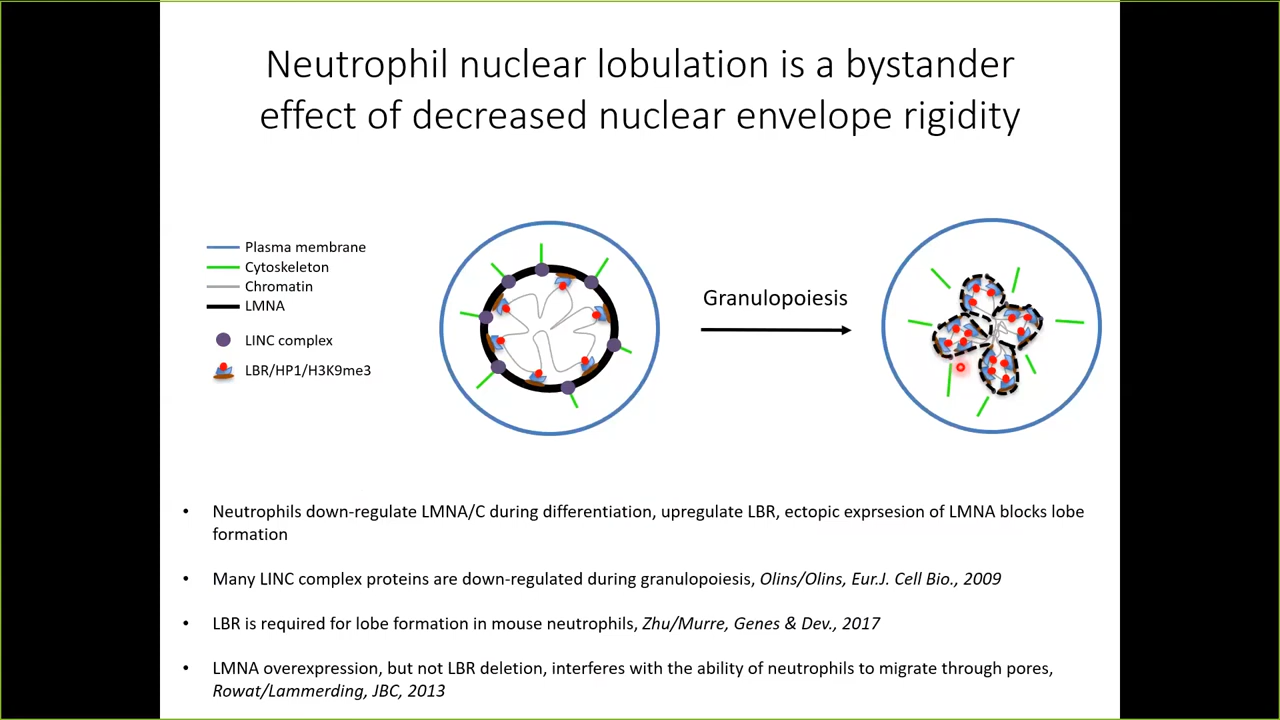 Neutrophil nuclear lobulation is a bystander
effect of decreased nuclear envelope rigidity
Plasma membrane
Cytoskeleton
Chromatin
LMNA
LINC complex
LBR/HP1/H3K9me3
Granulopoiesis
• Neutrophils down-regulate LMNA/C during differentiation, upregulate LBR, ectopic exprsesion of LMNA blocks lobe
formation
• Many LINC complex proteins are down-regulated during granulopoiesis, Olins/Olins, Eur.J. Cell Bio., 2009
• LBR is required for lobe formation in mouse neutrophils, Zhu/Murre, Genes & Dev., 2017
• LMNA overexpression, but not LBR deletion, interferes with the ability of neutrophils to migrate through pores,
Rowat/Lammerding, JBC, 2013